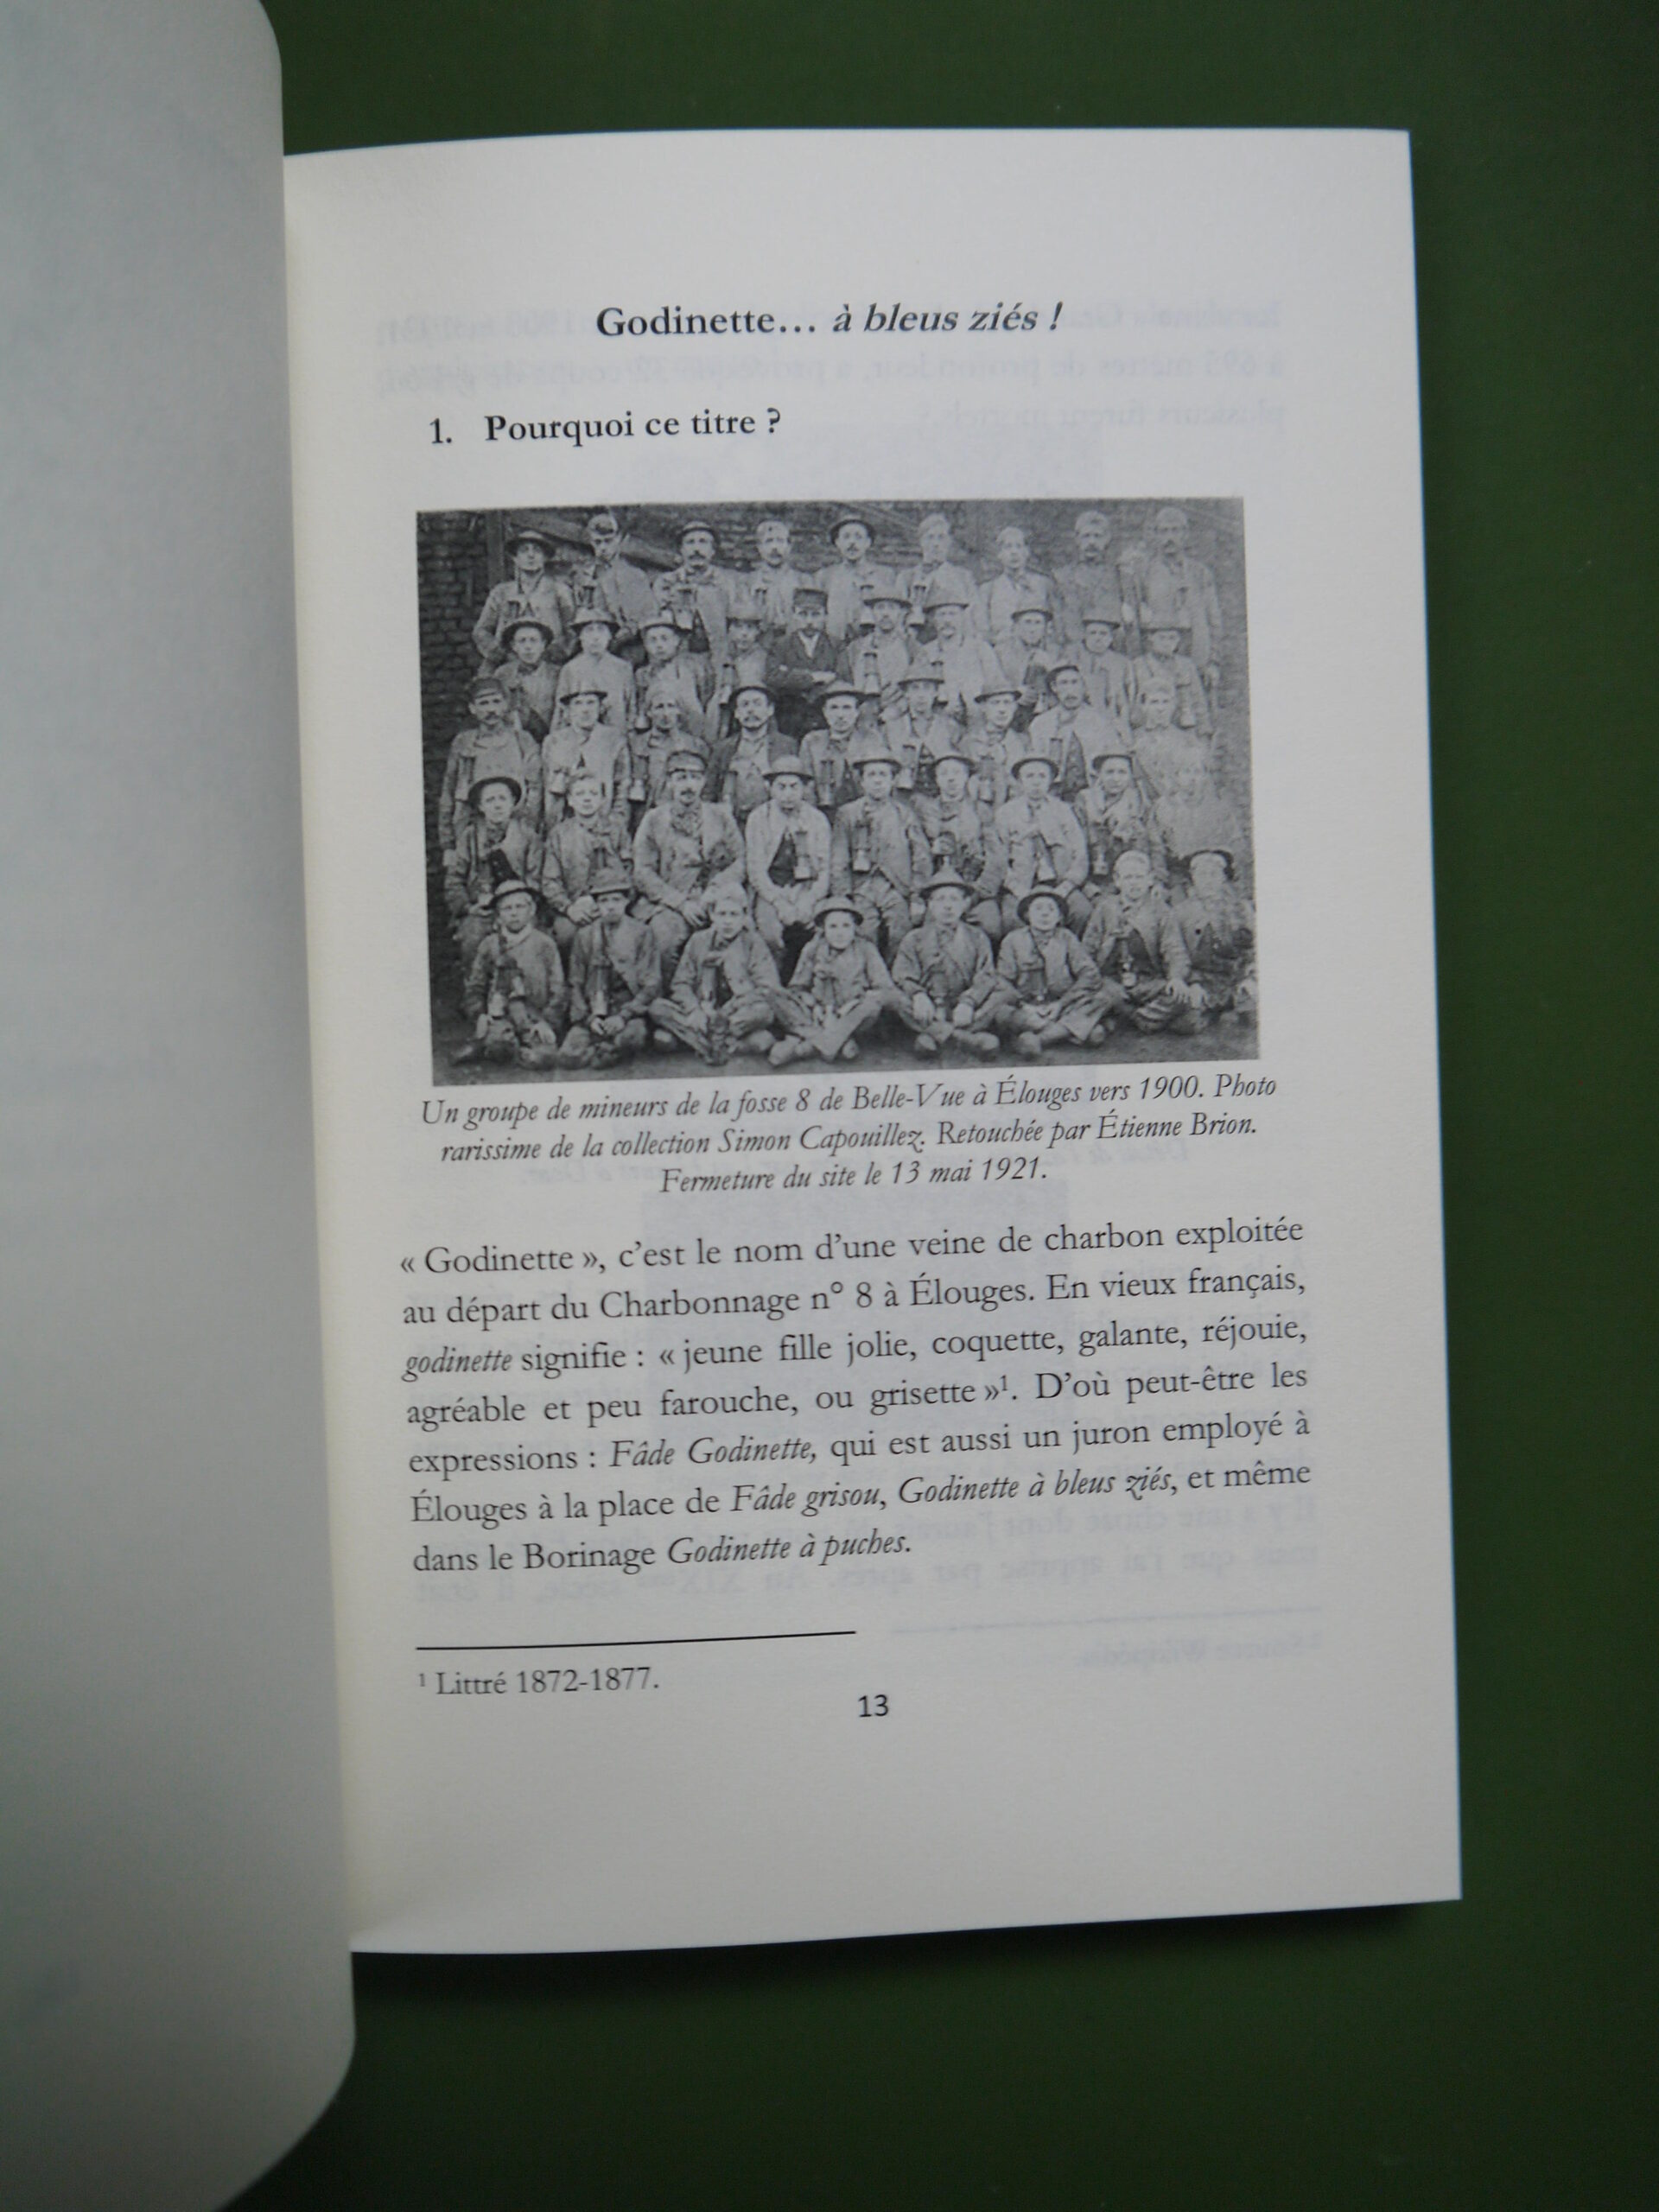 Godinette… à bleus ziés !
1. Pourquoi ce titre ?
Un groupe de mineurs de la fosse 8 de Belle-Vue à Élouges vers 1900. Photo
rarissime de la collection Simon Capouillez. Retouchée par Étienne Brion.
Fermeture du site le 13 mai 1921.
« Godinette », c'est le nom d'une veine de charbon exploitée
au départ du Charbonnage n° 8 à Élouges. En vieux français,
godinette signifie : « jeune fille jolie, coquette, galante, réjouie,
agréable et peu farouche, ou grisette »¹. D'où peut-être les
expressions : Fâde Godinette, qui est aussi un juron employé à
Élouges à la place de Fâde grisou, Godinette à bleus ziés, et même
dans le Borinage Godinette à puches.
¹ Littré 1872-1877.
13